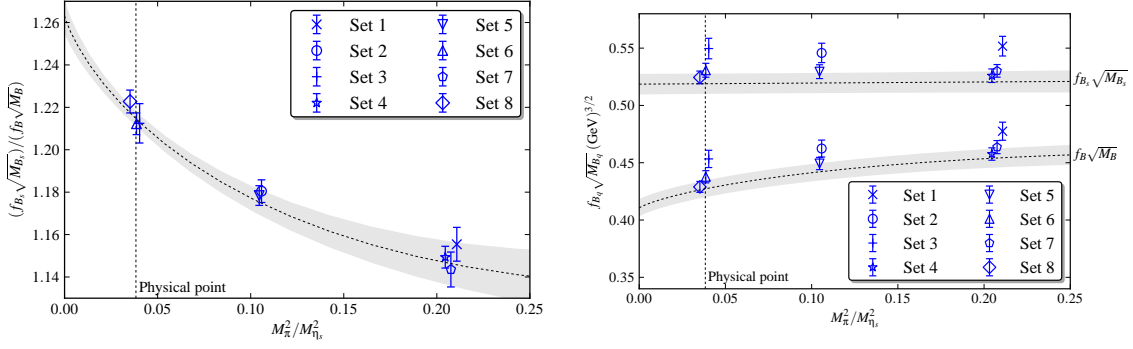 (f_{B_s}√M_{B_s})/(f_B√M_B)
1.26
1.24
1.22
1.20
1.18
1.16
1.14
Set 1
Set 2
Set 3
Set 4
Set 5
Set 6
Set 7
Set 8
Physical point
0.00 0.05 0.10 0.15 0.20 0.25
M_π^2/M_{η_s}^2
f_{B_q}√M_{B_q} (GeV)^{3/2}
0.55
0.50
0.45
0.40
0.35
f_{B_s}√M_{B_s}
f_B√M_B
Set 1
Set 2
Set 3
Set 4
Set 5
Set 6
Set 7
Set 8
Physical point
0.00 0.05 0.10 0.15 0.20 0.25
M_π^2/M_{η_s}^2